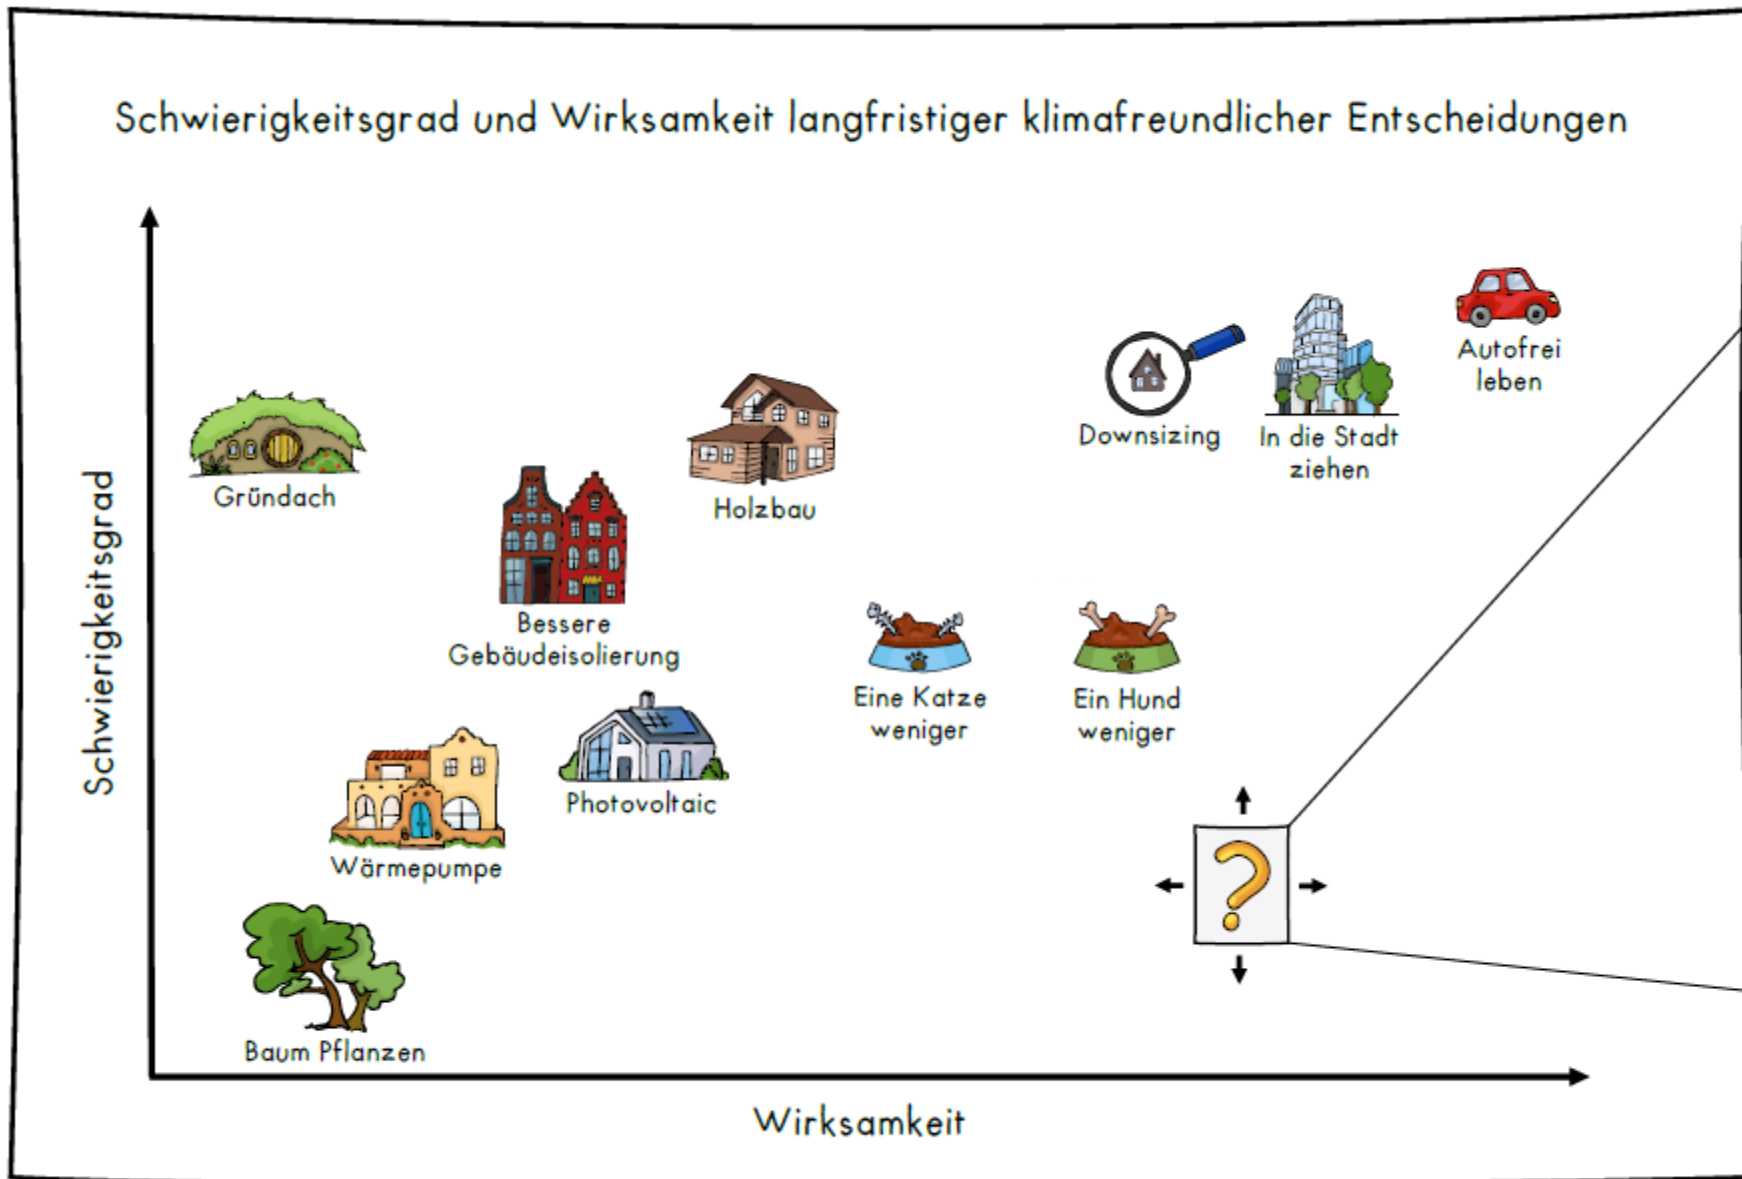 Schwierigkeitsgrad und Wirksamkeit langfristiger klimafreundlicher Entscheidungen
Schwierigkeitsgrad
Autofrei
leben
Downsizing
In die Stadt
ziehen
Gründach
Holzbau
Bessere
Gebäudeisolierung
Eine Katze
weniger
Ein Hund
weniger
Photovoltaic
Wärmepumpe
?
Baum Pflanzen
Wirksamkeit